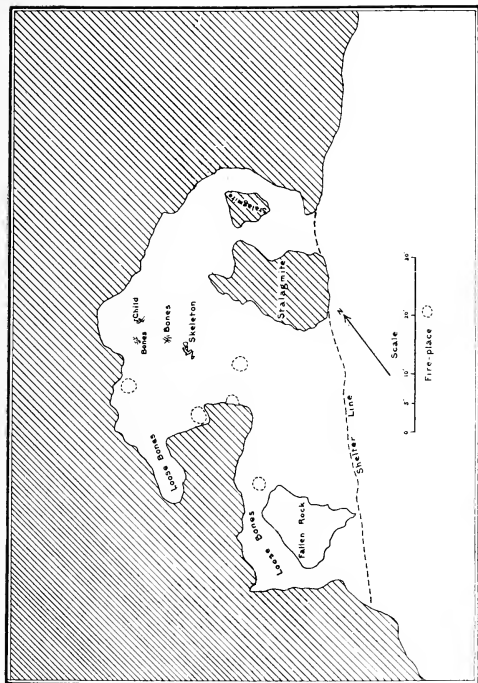 Child
Bones
Bones
Skeleton
Loose Bones
Loose Bones
Fallen Rock
Stalagmite
Stalagmite
Shelter Line
N
Scale
0 5' 10' 20' 30'
Fire-place